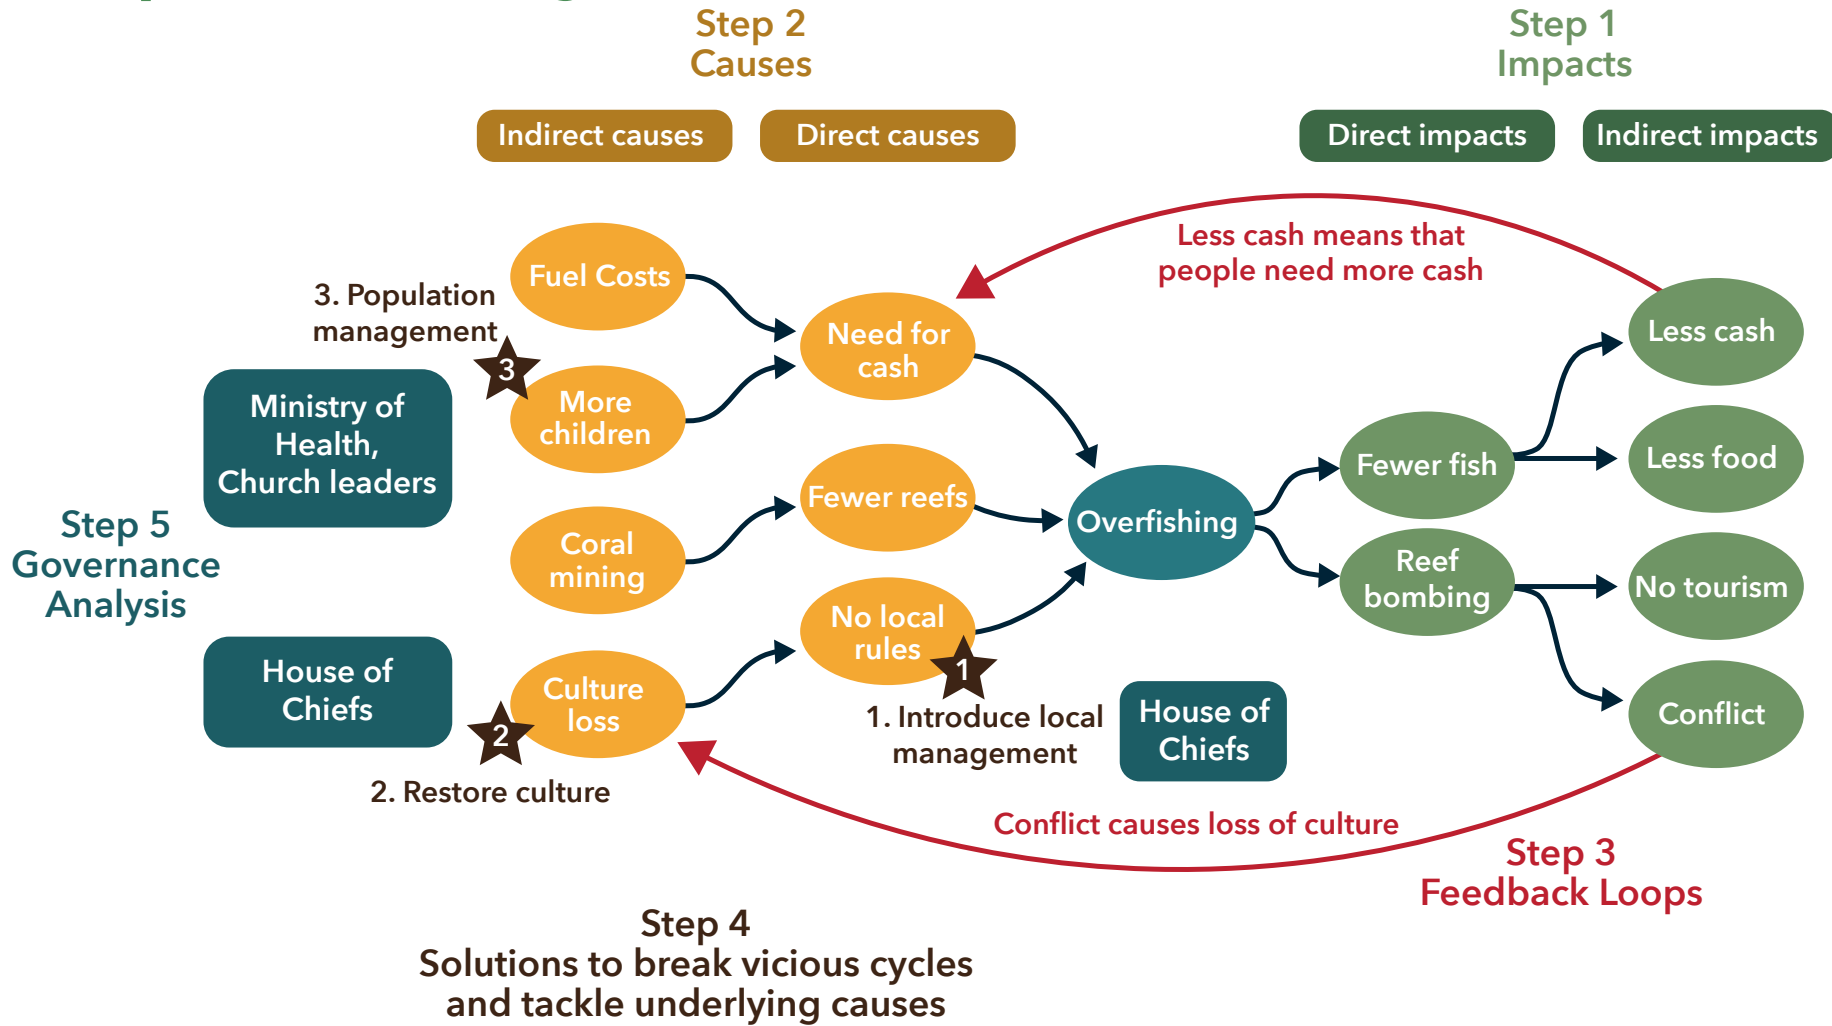 Step 2
Causes
Step 1
Impacts
Indirect causes
Direct causes
Direct impacts
Indirect impacts
Less cash means that
people need more cash
Fuel Costs
3. Population
management
3
Need for
cash
Less cash
Ministry of
Health,
Church leaders
More
children
Fewer reefs
Fewer fish
Less food
Step 5
Governance
Analysis
Coral
mining
Overfishing
Reef
bombing
No tourism
No local
rules
1
House of
Chiefs
Culture
loss
2
1. Introduce local
management
House of
Chiefs
Conflict
2. Restore culture
Conflict causes loss of culture
Step 3
Feedback Loops
Step 4
Solutions to break vicious cycles
and tackle underlying causes